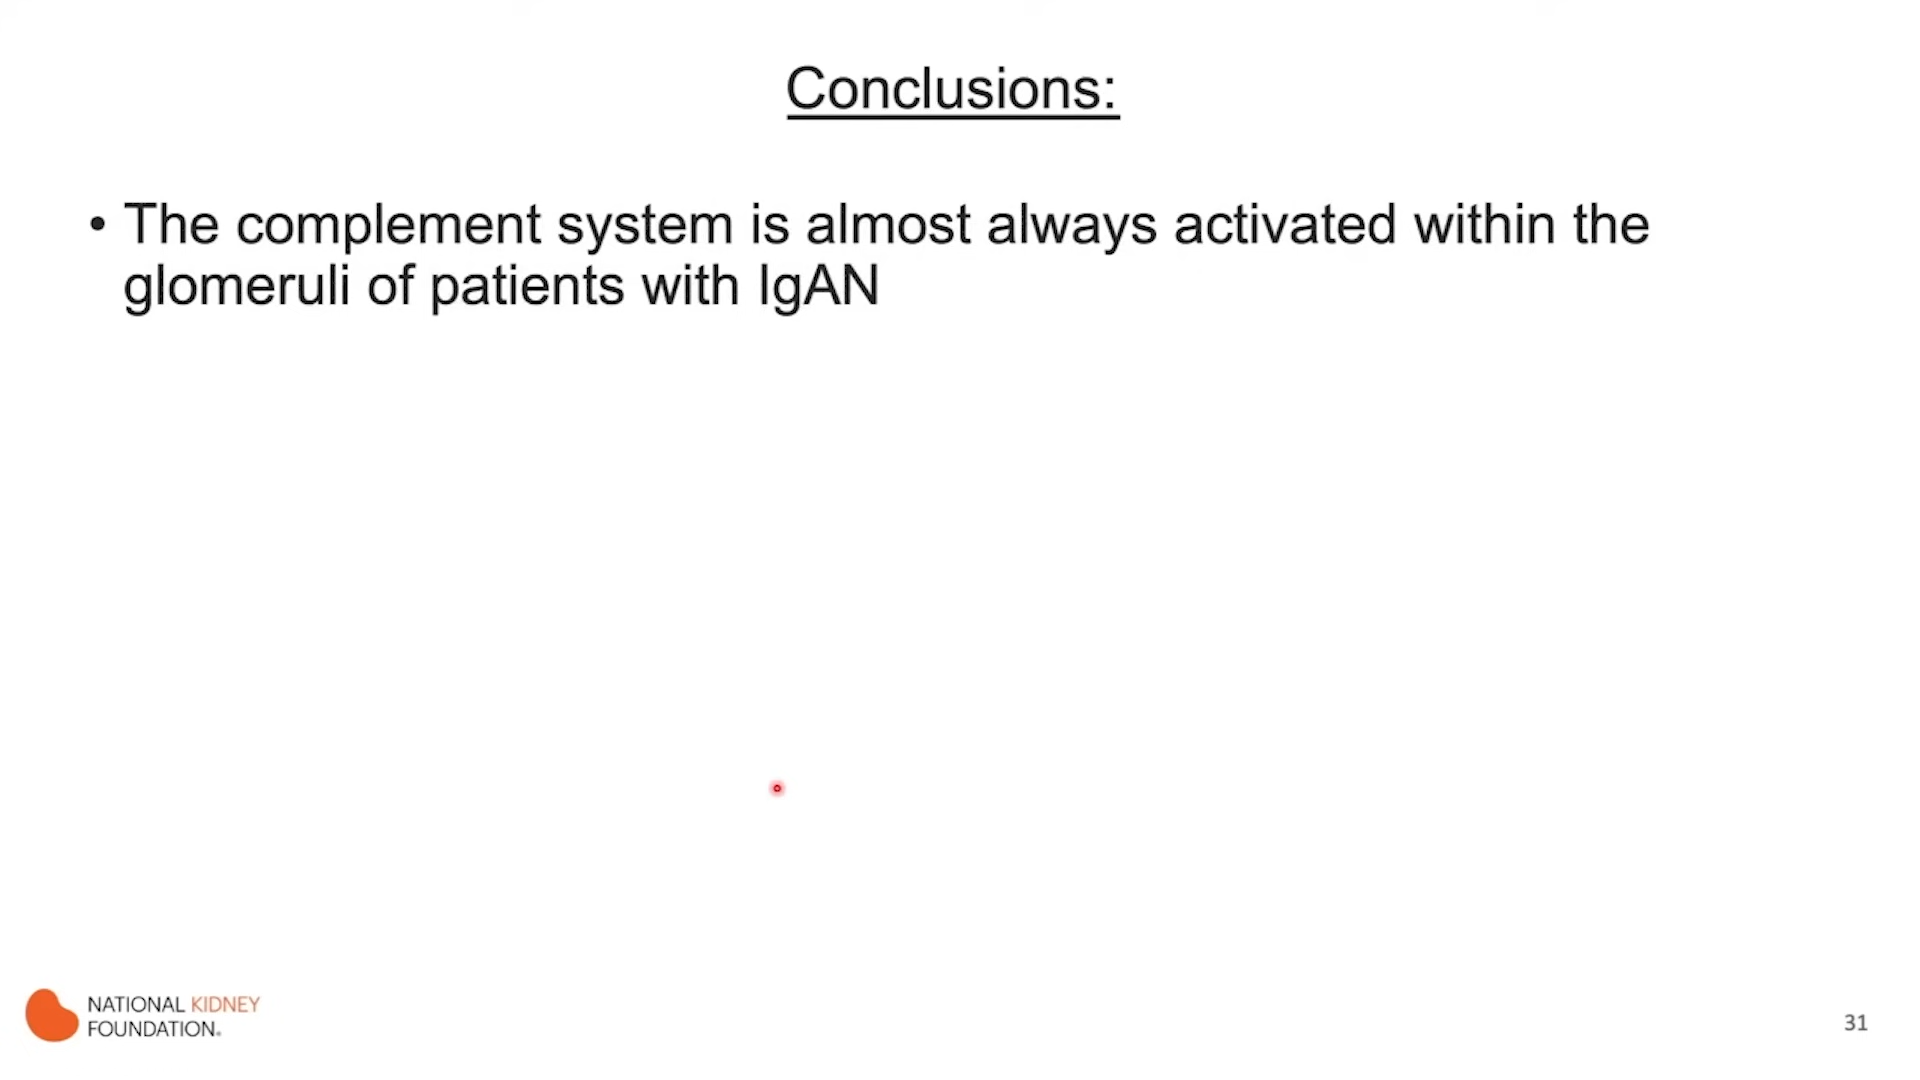 Conclusions:
• The complement system is almost always activated within the
glomeruli of patients with IgAN
NATIONAL KIDNEY
FOUNDATION®
31